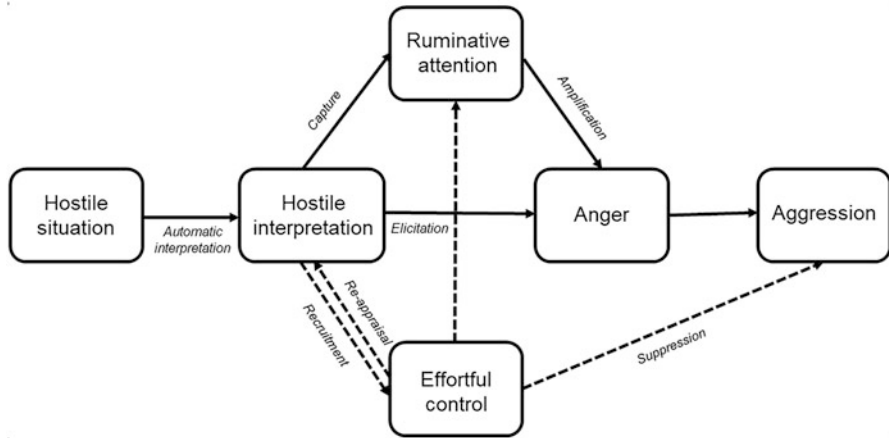 Ruminative
attention
Capture
Amplification
Hostile
situation
Automatic
interpretation
Hostile
interpretation
Elicitation
Anger
Aggression
Re-appraisal
Recruitment
Effortful
control
Suppression